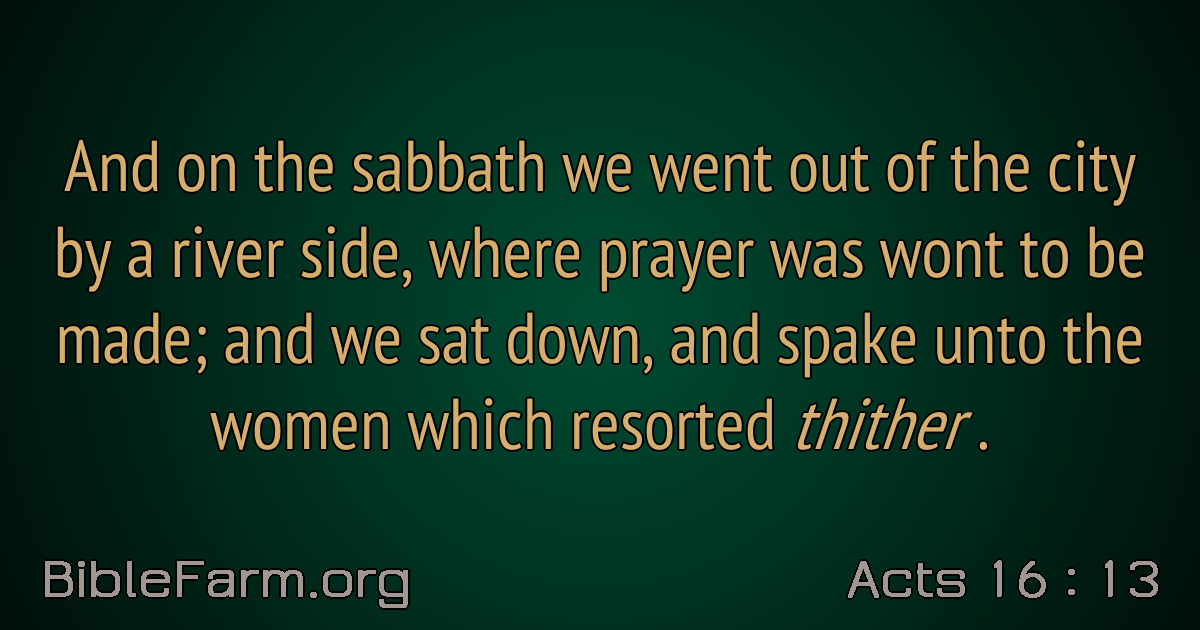 And on the sabbath we went out of the city
by a river side, where prayer was wont to be
made; and we sat down, and spake unto the
women which resorted thither .
BibleFarm.org
Acts 16 : 13